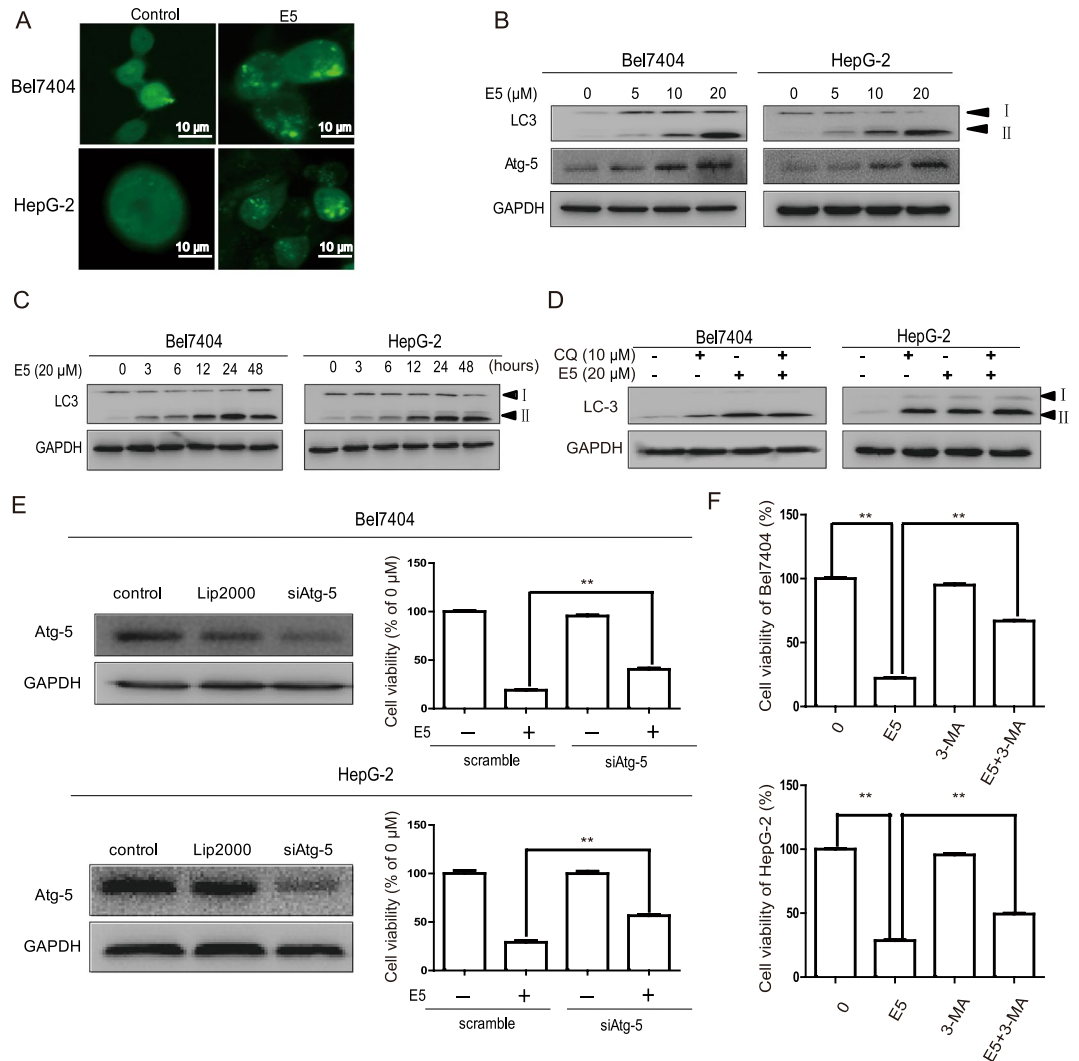 A
Control
E5
Bel7404
10 µm
10 µm
HepG-2
10 µm
10 µm
B
Bel7404
HepG-2
E5 (µM) 0 5 10 20 0 5 10 20
LC3
I
II
Atg-5
GAPDH
C
Bel7404
HepG-2
E5 (20 µM) 0 3 6 12 24 48 0 3 6 12 24 48 (hours)
LC3
I
II
GAPDH
D
Bel7404
HepG-2
CQ (10 µM) - + - + - + - +
E5 (20 µM) - - + + - - + +
LC-3
I
II
GAPDH
E
Bel7404
control Lip2000 siAtg-5
Atg-5
GAPDH
Cell viability (% of 0 µM)
150
100
50
0
**
E5 — + — +
scramble siAtg-5
HepG-2
control Lip2000 siAtg-5
Atg-5
GAPDH
Cell viability (% of 0 µM)
150
100
50
0
**
E5 — + — +
scramble siAtg-5
F
Cell viability of Bel7404 (%)
150
100
50
0
** **
0 E5 3-MA E5+3-MA
Cell viability of HepG-2 (%)
150
100
50
0
** **
0 E5 3-MA E5+3-MA